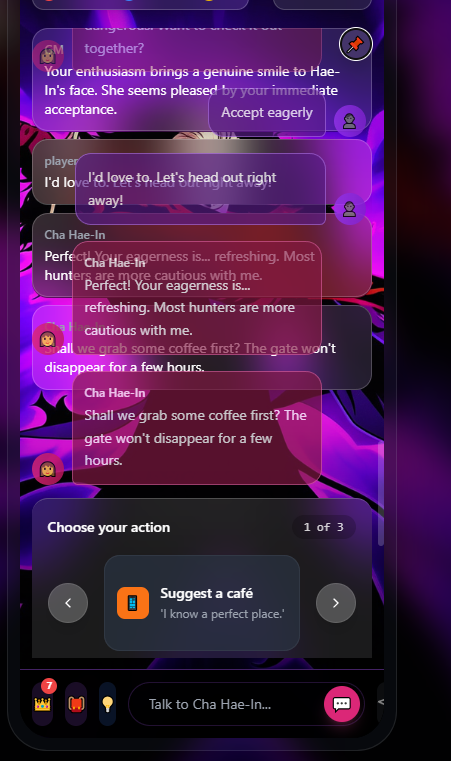 dangerous. Want to check it out
together?
GM
Your enthusiasm brings a genuine smile to Hae-
In's face. She seems pleased by your immediate
acceptance.
Accept eagerly
player
I'd love to. Let's head out right away!
I'd love to. Let's head out right
away!
Cha Hae-In
Perfect! Your eagerness is... refreshing. Most
hunters are more cautious with me.
Cha Hae-In
Perfect! Your eagerness is...
refreshing. Most hunters are more
cautious with me.
Cha Hae-In
Shall we grab some coffee first? The gate won't
disappear for a few hours.
Cha Hae-In
Shall we grab some coffee first? The
gate won't disappear for a few
hours.
Choose your action
1 of 3
Suggest a café
'I know a perfect place.'
7
Talk to Cha Hae-In...